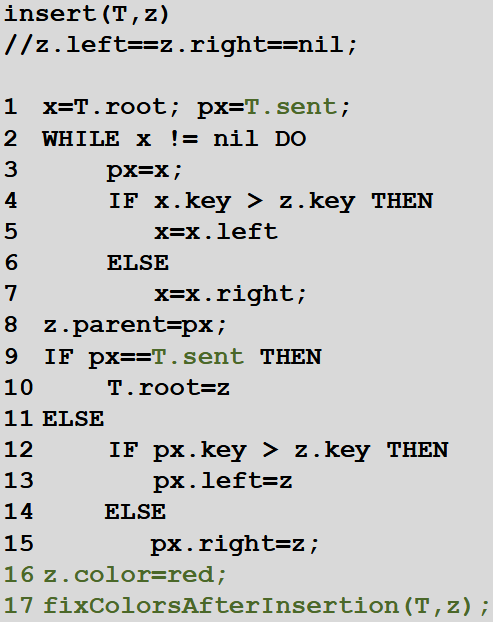 insert(T,z)
//z.left==z.right==nil;
1 x=T.root; px=T.sent;
2 WHILE x != nil DO
3 px=x;
4 IF x.key > z.key THEN
5 x=x.left
6 ELSE
7 x=x.right;
8 z.parent=px;
9 IF px==T.sent THEN
10 T.root=z
11 ELSE
12 IF px.key > z.key THEN
13 px.left=z
14 ELSE
15 px.right=z;
16 z.color=red;
17 fixColorsAfterInsertion(T,z);